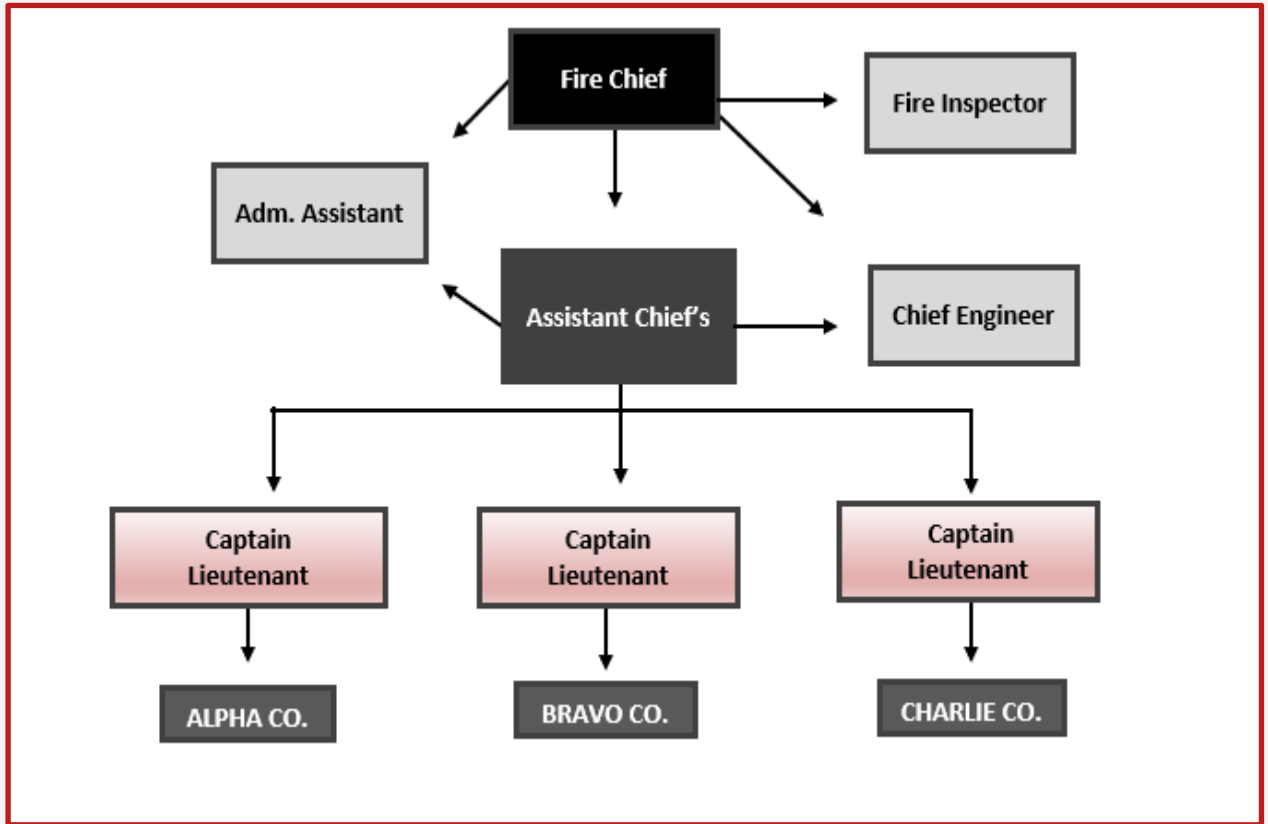 Fire Chief
Fire Inspector
Adm. Assistant
Assistant Chief's
Chief Engineer
Captain
Lieutenant
Captain
Lieutenant
Captain
Lieutenant
ALPHA CO.
BRAVO CO.
CHARLIE CO.